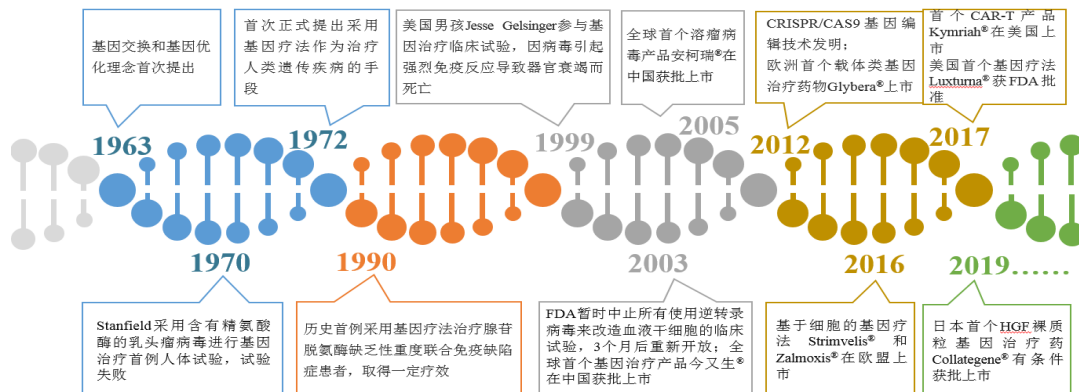 基因交换和基因优
化理念首次提出
首次正式提出采用
基因疗法作为治疗
人类遗传疾病的手
段
美国男孩Jesse Gelsinger参与基
因治疗临床试验，因病毒引起
强烈免疫反应导致器官衰竭而
死亡
全球首个溶瘤病
毒产品安柯瑞®在
中国获批上市
CRISPR/CAS9基因编
辑技术发明；
欧洲首个载体类基因
治疗药物Glybera®上市
首个CAR-T产品
Kymriah®在美国上
市
美国首个基因疗法
Luxturna®获FDA批
准
1963
1972
1999
2005
2012
2017
1970
1990
2003
2016
2019......
Stanfield采用含有精氨酸
酶的乳头瘤病毒进行基因
治疗首例人体试验，试验
失败
历史首例采用基因疗法治疗腺苷
脱氨酶缺乏性重度联合免疫缺陷
症患者，取得一定疗效
FDA暂时中止所有使用逆转录
病毒来改造血液干细胞的临床
试验，3个月后重新开放；全
球首个基因治疗产品今又生®
在中国获批上市
基于细胞的基因疗
法Strimvelis®和
Zalmoxis®在欧盟上
市
日本首个HGF裸质
粒基因治疗药
Collategene®有条件
获批上市